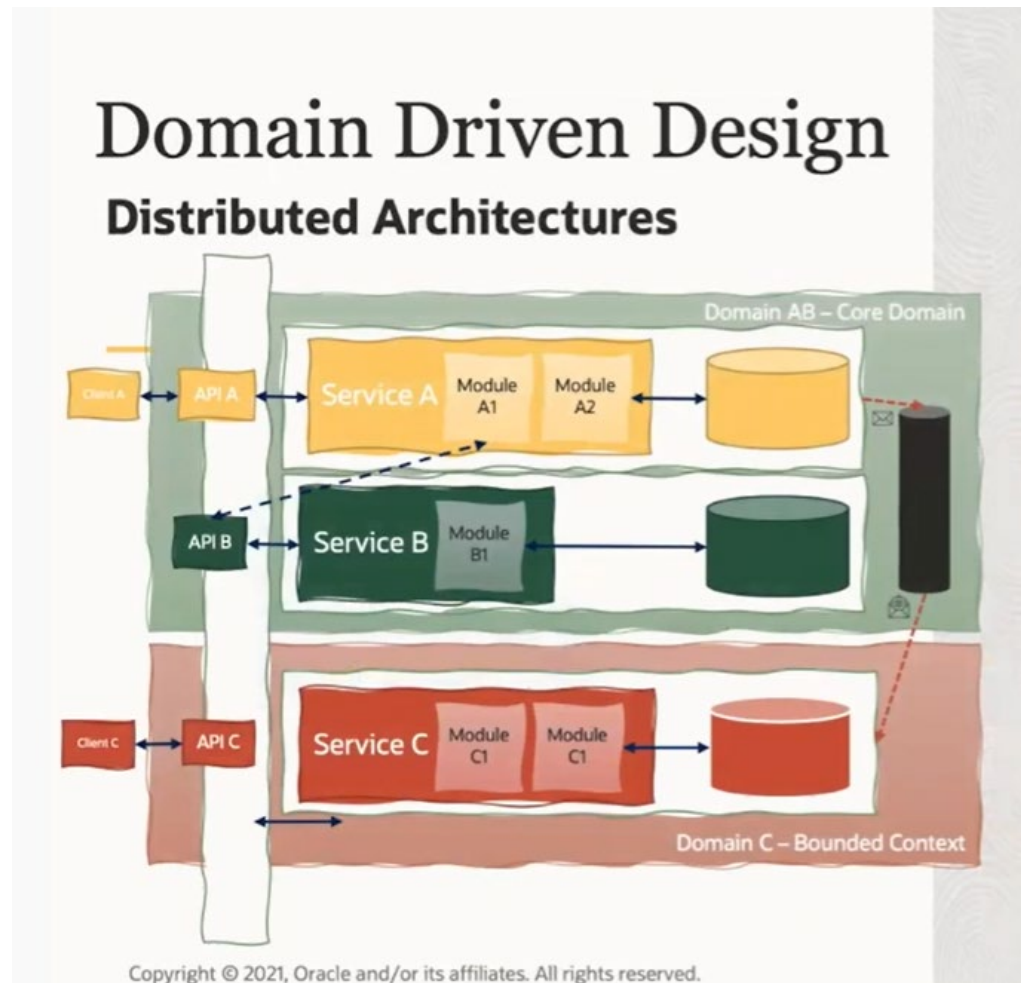 Domain Driven Design
Distributed Architectures
Domain AB – Core Domain
Client A
API A
Service A
Module
A1
Module
A2
API B
Service B
Module
B1
Client C
API C
Service C
Module
C1
Module
C1
Domain C – Bounded Context
Copyright © 2021, Oracle and/or its affiliates. All rights reserved.